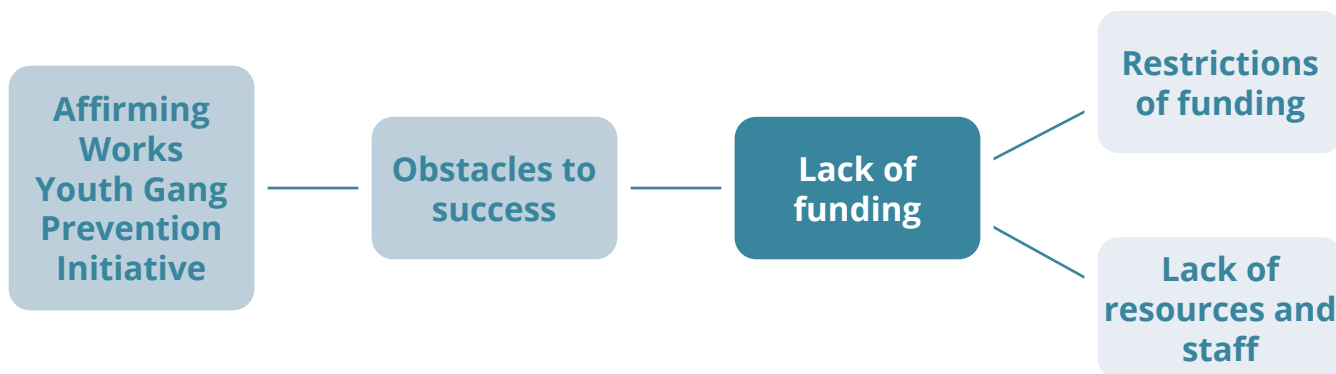 Affirming
Works
Youth Gang
Prevention
Initiative
Obstacles to
success
Lack of
funding
Restrictions
of funding
Lack of
resources and
staff